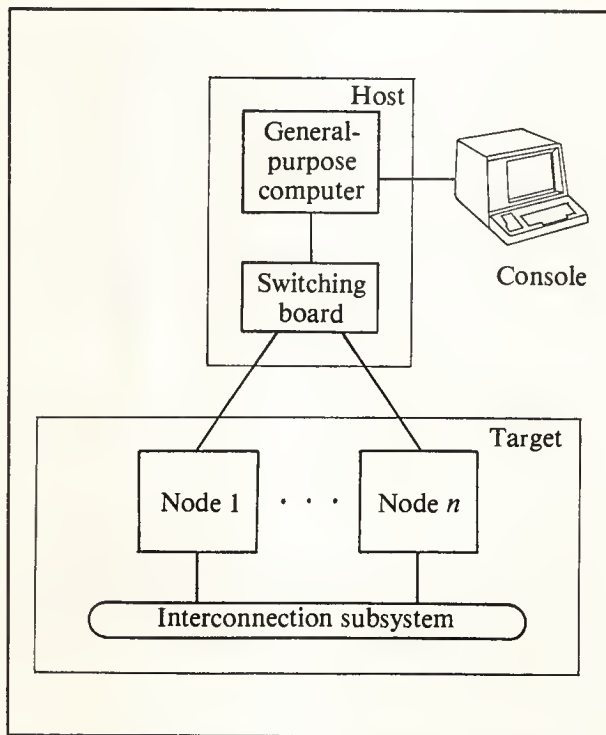 Host
General-
purpose
computer
Switching
board
Console
Target
Node 1
. . .
Node n
Interconnection subsystem